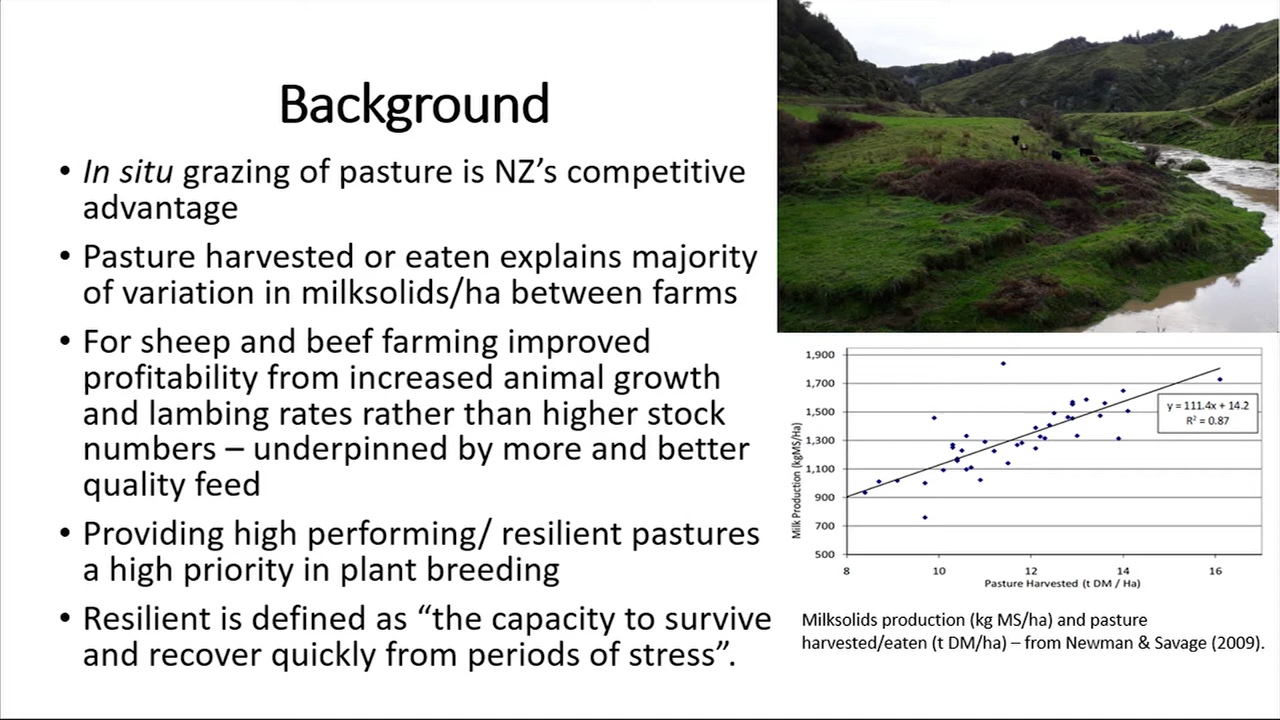 Background
• In situ grazing of pasture is NZ’s competitive
advantage
• Pasture harvested or eaten explains majority
of variation in milksolids/ha between farms
• For sheep and beef farming improved
profitability from increased animal growth
and lambing rates rather than higher stock
numbers – underpinned by more and better
quality feed
• Providing high performing/ resilient pastures
a high priority in plant breeding
• Resilient is defined as “the capacity to survive
and recover quickly from periods of stress”.
1,900
1,700
1,500
1,300
1,100
900
700
500
Milk Production (kgMS/Ha)
y = 111.4x + 14.2
R² = 0.87
8 10 12 14 16
Pasture Harvested (t DM / Ha)
Milksolids production (kg MS/ha) and pasture
harvested/eaten (t DM/ha) – from Newman & Savage (2009).